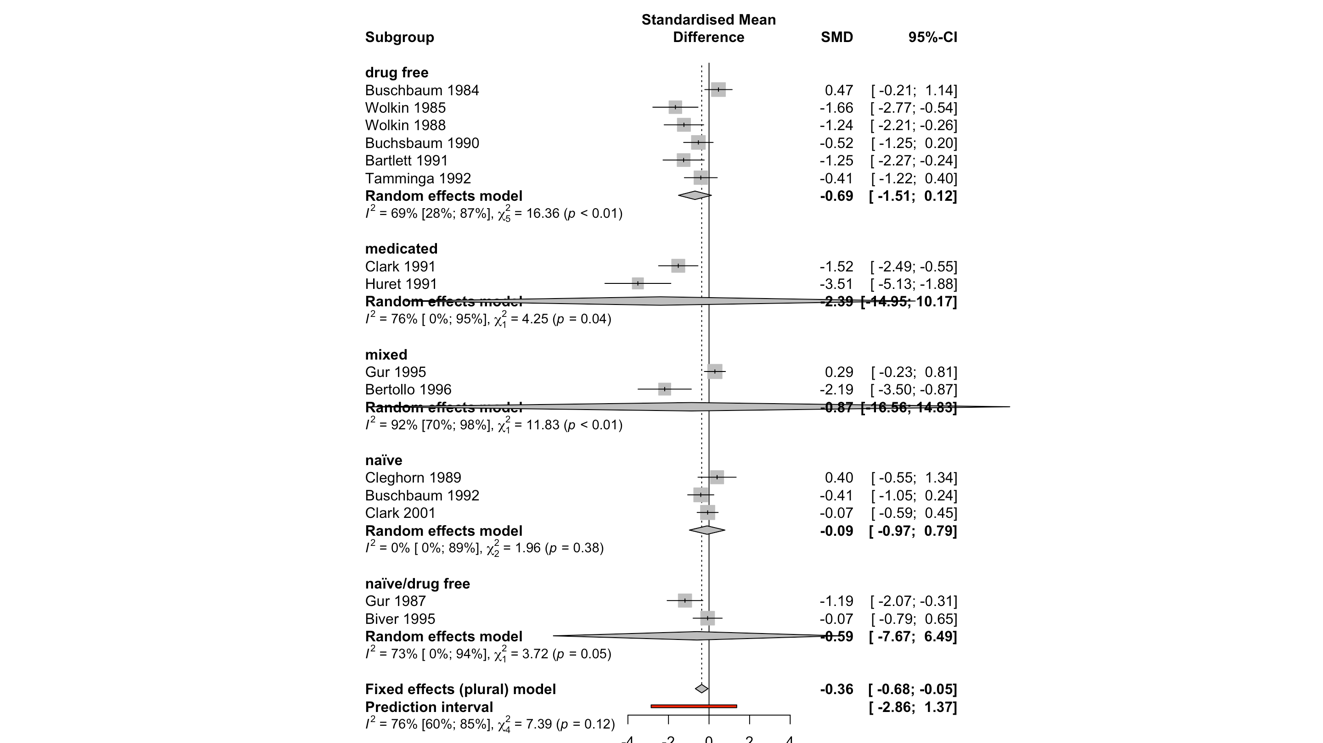 Standardised Mean
Subgroup Difference SMD 95%-CI
drug free
Buschbaum 1984 0.47 [ -0.21; 1.14]
Wolkin 1985 -1.66 [ -2.77; -0.54]
Wolkin 1988 -1.24 [ -2.21; -0.26]
Buchsbaum 1990 -0.52 [ -1.25; 0.20]
Bartlett 1991 -1.25 [ -2.27; -0.24]
Tamminga 1992 -0.41 [ -1.22; 0.40]
Random effects model -0.69 [ -1.51; 0.12]
I² = 69% [28%; 87%], χ²₅ = 16.36 (p < 0.01)
medicated
Clark 1991 -1.52 [ -2.49; -0.55]
Huret 1991 -3.51 [ -5.13; -1.88]
Random effects model -2.39 [-14.95; 10.17]
I² = 76% [ 0%; 95%], χ²₁ = 4.25 (p = 0.04)
mixed
Gur 1995 0.29 [ -0.23; 0.81]
Bertollo 1996 -2.19 [ -3.50; -0.87]
Random effects model -0.87 [-16.56; 14.83]
I² = 92% [70%; 98%], χ²₁ = 11.83 (p < 0.01)
naïve
Cleghorn 1989 0.40 [ -0.55; 1.34]
Buschbaum 1992 -0.41 [ -1.05; 0.24]
Clark 2001 -0.07 [ -0.59; 0.45]
Random effects model -0.09 [ -0.97; 0.79]
I² = 0% [ 0%; 89%], χ²₂ = 1.96 (p = 0.38)
naïve/drug free
Gur 1987 -1.19 [ -2.07; -0.31]
Biver 1995 -0.07 [ -0.79; 0.65]
Random effects model -0.59 [ -7.67; 6.49]
I² = 73% [ 0%; 94%], χ²₁ = 3.72 (p = 0.05)
Fixed effects (plural) model -0.36 [ -0.68; -0.05]
Prediction interval [ -2.86; 1.37]
I² = 76% [60%; 85%], χ²₄ = 7.39 (p = 0.12)
-4 -2 0 2 4